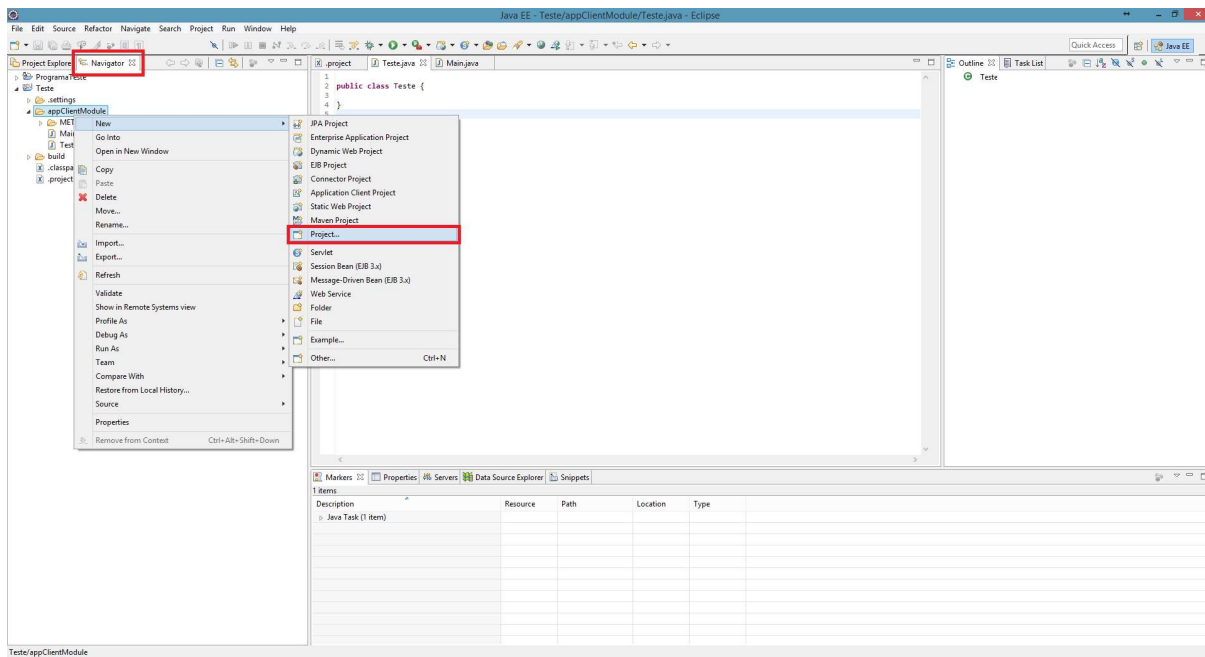 Java EE - Teste/appClientModule/Teste.java - Eclipse
File Edit Source Refactor Navigate Search Project Run Window Help
Quick Access Java EE
Project Explore Navigator .project Teste.java Main.java Outline Task List
ProgramaTeste
Teste
.settings
appClientModule
MET
Mai
Test
build
.classpa
.project
New
Go Into
Open in New Window
Copy
Paste
Delete
Move...
Rename...
Import...
Export...
Refresh
Validate
Show in Remote Systems view
Profile As
Debug As
Run As
Team
Compare With
Restore from Local History...
Source
Properties
Remove from Context Ctrl+Alt+Shift+Down
JPA Project
Enterprise Application Project
Dynamic Web Project
EJB Project
Connector Project
Application Client Project
Static Web Project
Maven Project
Project...
Servlet
Session Bean (EJB 3.x)
Message-Driven Bean (EJB 3.x)
Web Service
Folder
File
Example...
Other... Ctrl+N
1
2 public class Teste {
3
4 }
5
Teste
Markers Properties Servers Data Source Explorer Snippets
1 items
Description Resource Path Location Type
Java Task (1 item)
Teste/appClientModule